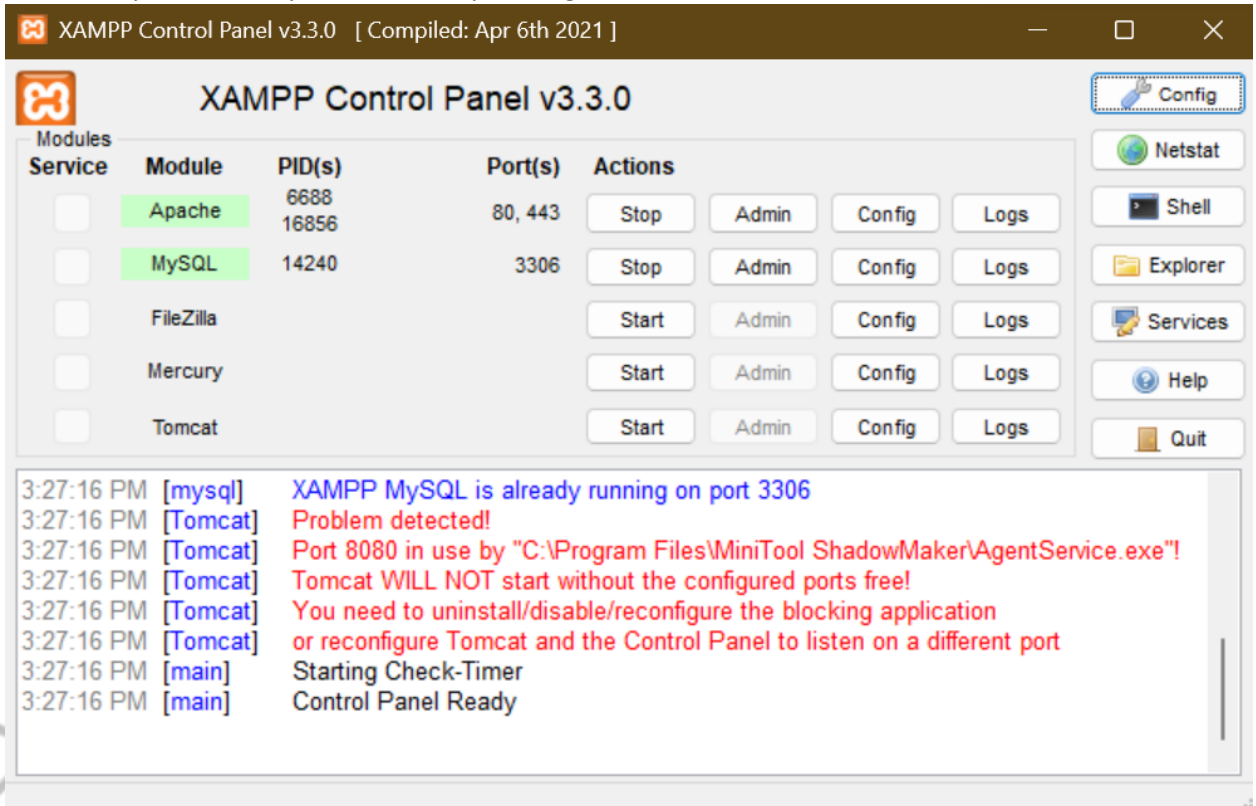 XAMPP Control Panel v3.3.0 [ Compiled: Apr 6th 2021 ]
XAMPP Control Panel v3.3.0
Config
Modules
Netstat
Service Module PID(s) Port(s) Actions
Apache 6688 16856 80, 443 Stop Admin Config Logs
Shell
MySQL 14240 3306 Stop Admin Config Logs
Explorer
FileZilla Start Admin Config Logs
Services
Mercury Start Admin Config Logs
Help
Tomcat Start Admin Config Logs
Quit
3:27:16 PM [mysql] XAMPP MySQL is already running on port 3306
3:27:16 PM [Tomcat] Problem detected!
3:27:16 PM [Tomcat] Port 8080 in use by "C:\Program Files\MiniTool ShadowMaker\AgentService.exe"!
3:27:16 PM [Tomcat] Tomcat WILL NOT start without the configured ports free!
3:27:16 PM [Tomcat] You need to uninstall/disable/reconfigure the blocking application
3:27:16 PM [Tomcat] or reconfigure Tomcat and the Control Panel to listen on a different port
3:27:16 PM [main] Starting Check-Timer
3:27:16 PM [main] Control Panel Ready